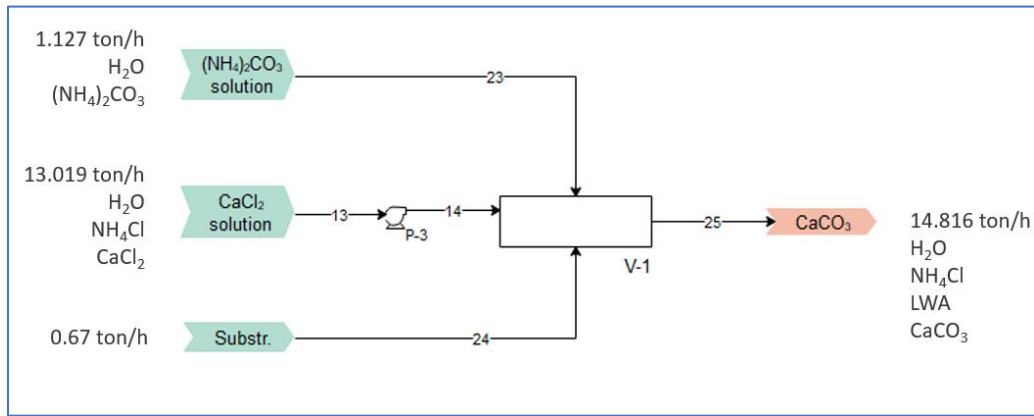 1.127 ton/h
H₂O
(NH₄)₂CO₃
(NH₄)₂CO₃
solution
23
13.019 ton/h
H₂O
NH₄Cl
CaCl₂
CaCl₂
solution
13
P-3
14
V-1
25
CaCO₃
14.816 ton/h
H₂O
NH₄Cl
LWA
CaCO₃
0.67 ton/h
Substr.
24